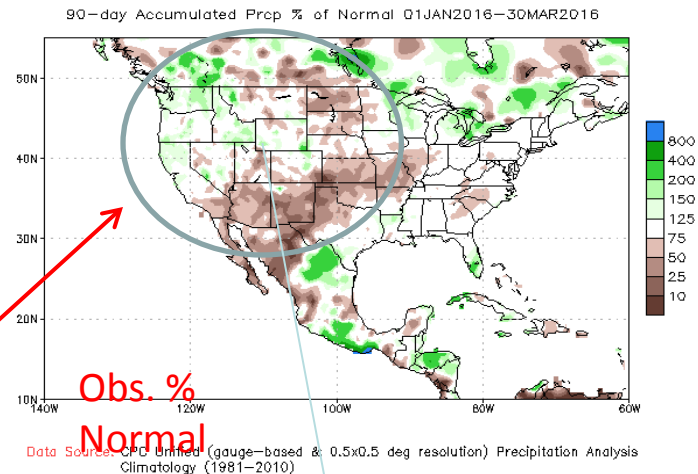 90-day Accumulated Prcp % of Normal 01JAN2016-30MAR2016
50N
40N
30N
20N
10N
140W
120W
100W
80W
60W
800
400
200
150
125
75
50
25
10
Obs. %
Normal
Data Source: CPC Unified (gauge-based & 0.5x0.5 deg resolution) Precipitation Analysis
Climatology (1981-2010)